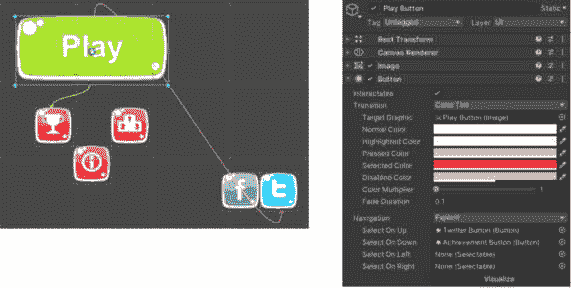 Play
f
t
Play Button
Static
Tag Untagged Layer UI
Rect Transform
Canvas Renderer
Image
Button
Interactable
Transition Color Tint
Target Graphic Play Button (Image)
Normal Color
Highlighted Color
Pressed Color
Selected Color
Disabled Color
Color Multiplier 1
Fade Duration 0.1
Navigation Explicit
Select On Up Twitter Button (Button)
Select On Down Achievement Button (Button)
Select On Left None (Selectable)
Select On Right None (Selectable)
Visualize